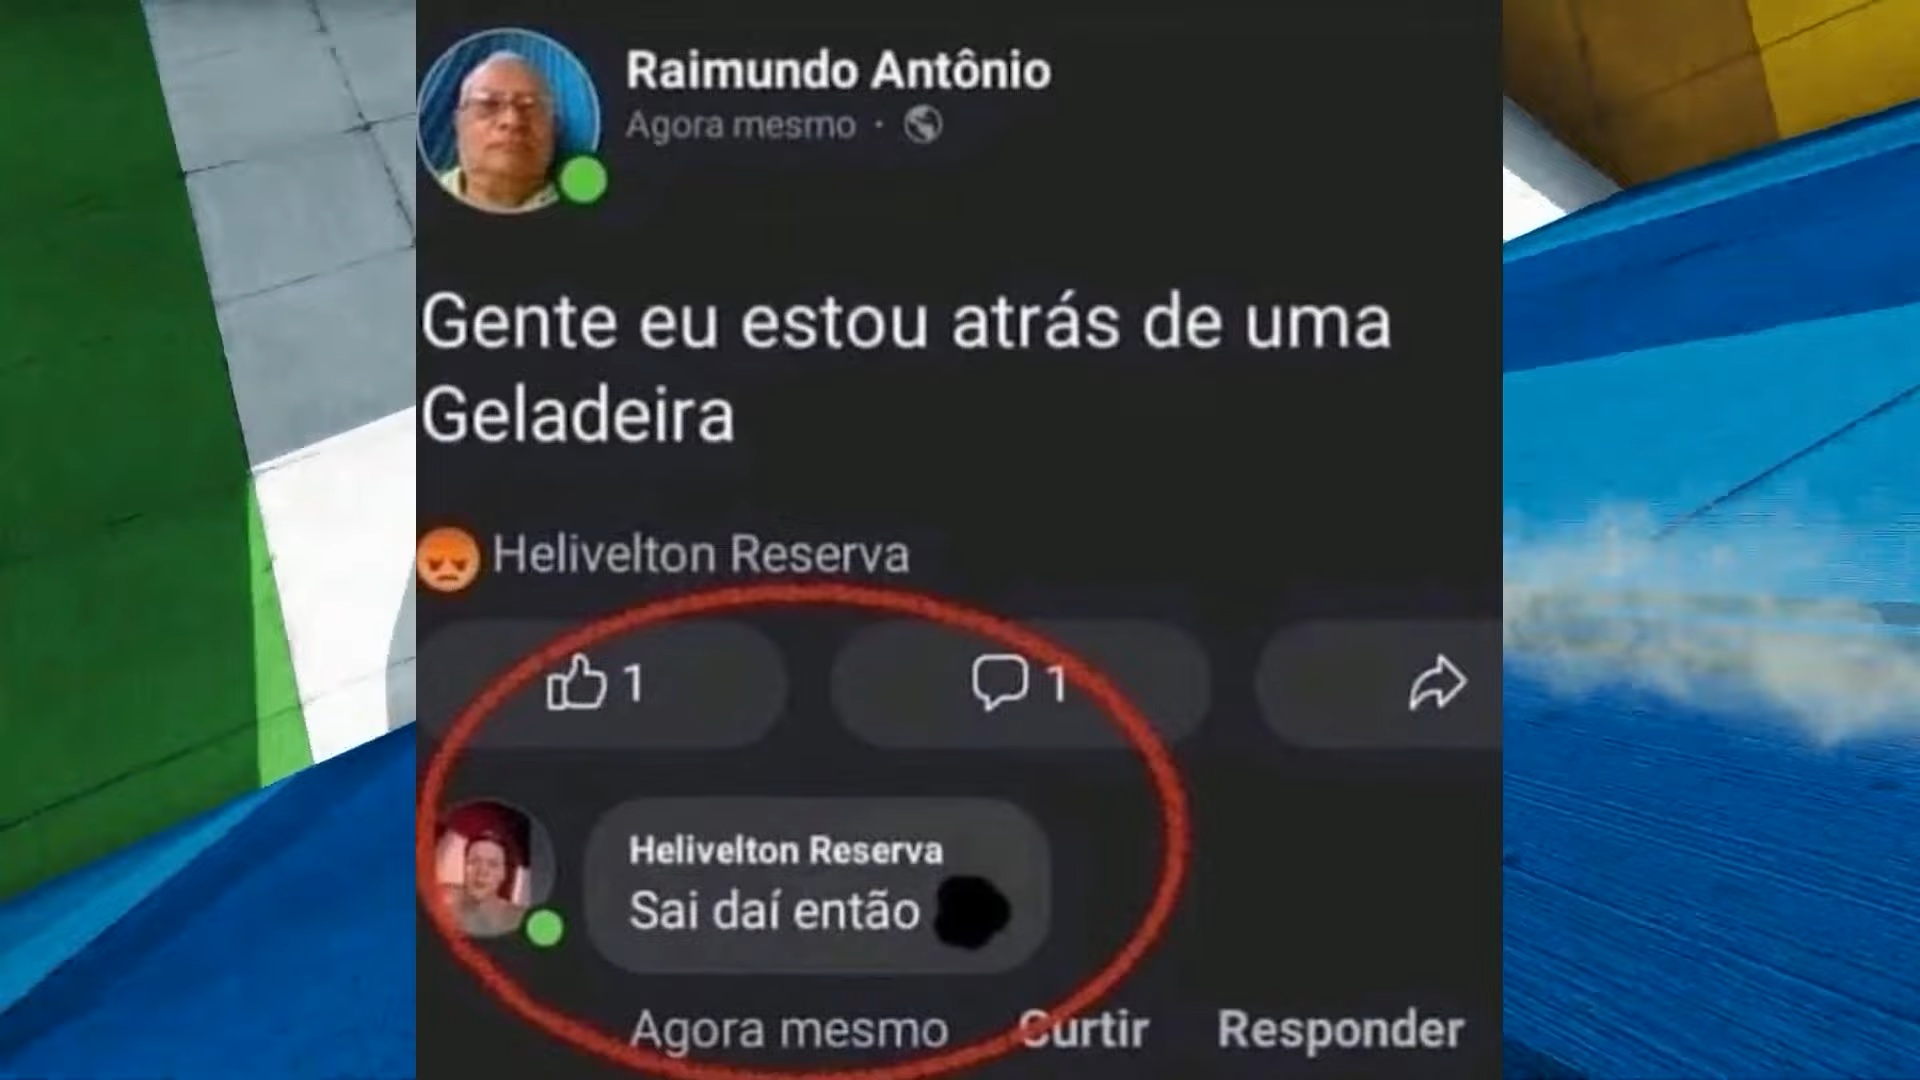 Raimundo Antônio
Agora mesmo ·
Gente eu estou atrás de uma
Geladeira
Helivelton Reserva
1 1
Helivelton Reserva
Sai daí então
Agora mesmo Curtir Responder